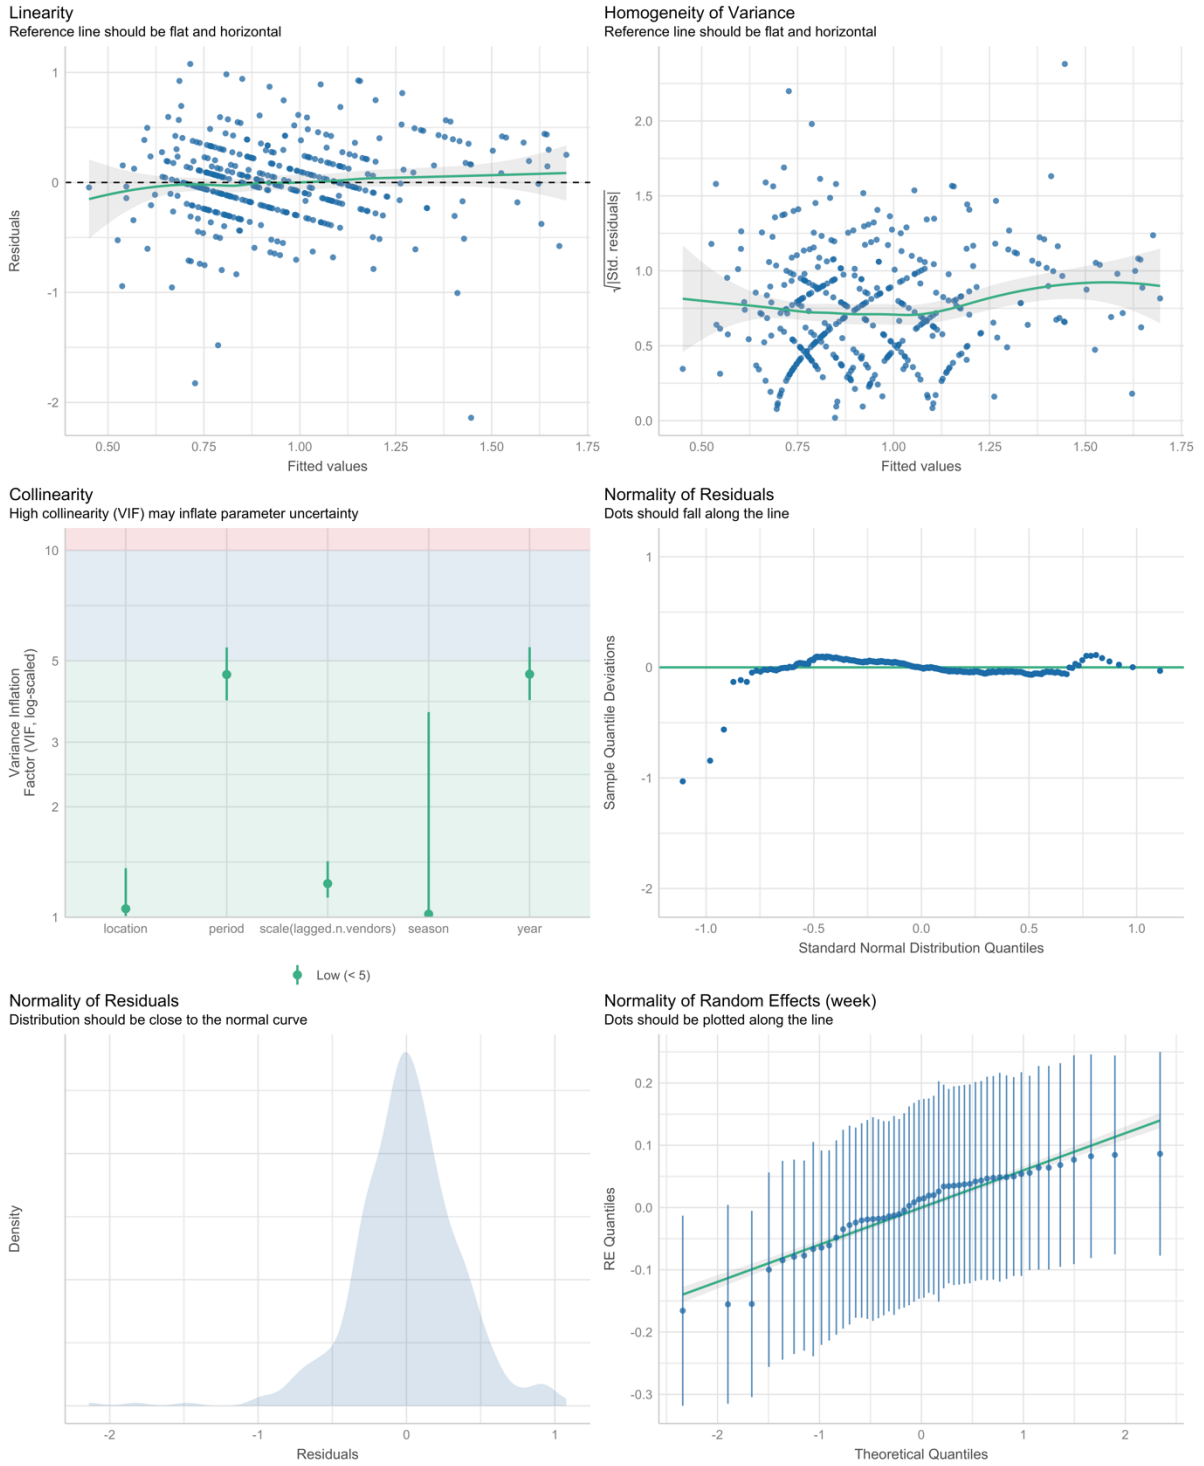 Linearity
Reference line should be flat and horizontal
1
0
-1
-2
Residuals
0.50 0.75 1.00 1.25 1.50 1.75
Fitted values
Homogeneity of Variance
Reference line should be flat and horizontal
2.0
1.5
1.0
0.5
0.0
√|Std. residuals|
0.50 0.75 1.00 1.25 1.50 1.75
Fitted values
Collinearity
High collinearity (VIF) may inflate parameter uncertainty
10
5
3
2
1
Variance Inflation
Factor (VIF, log-scaled)
location period scale(lagged.n.vendors) season year
Low (< 5)
Normality of Residuals
Dots should fall along the line
1
0
-1
-2
Sample Quantile Deviations
-1.0 -0.5 0.0 0.5 1.0
Standard Normal Distribution Quantiles
Normality of Residuals
Distribution should be close to the normal curve
Density
-2 -1 0 1
Residuals
Normality of Random Effects (week)
Dots should be plotted along the line
0.2
0.1
0.0
-0.1
-0.2
-0.3
RE Quantiles
-2 -1 0 1 2
Theoretical Quantiles